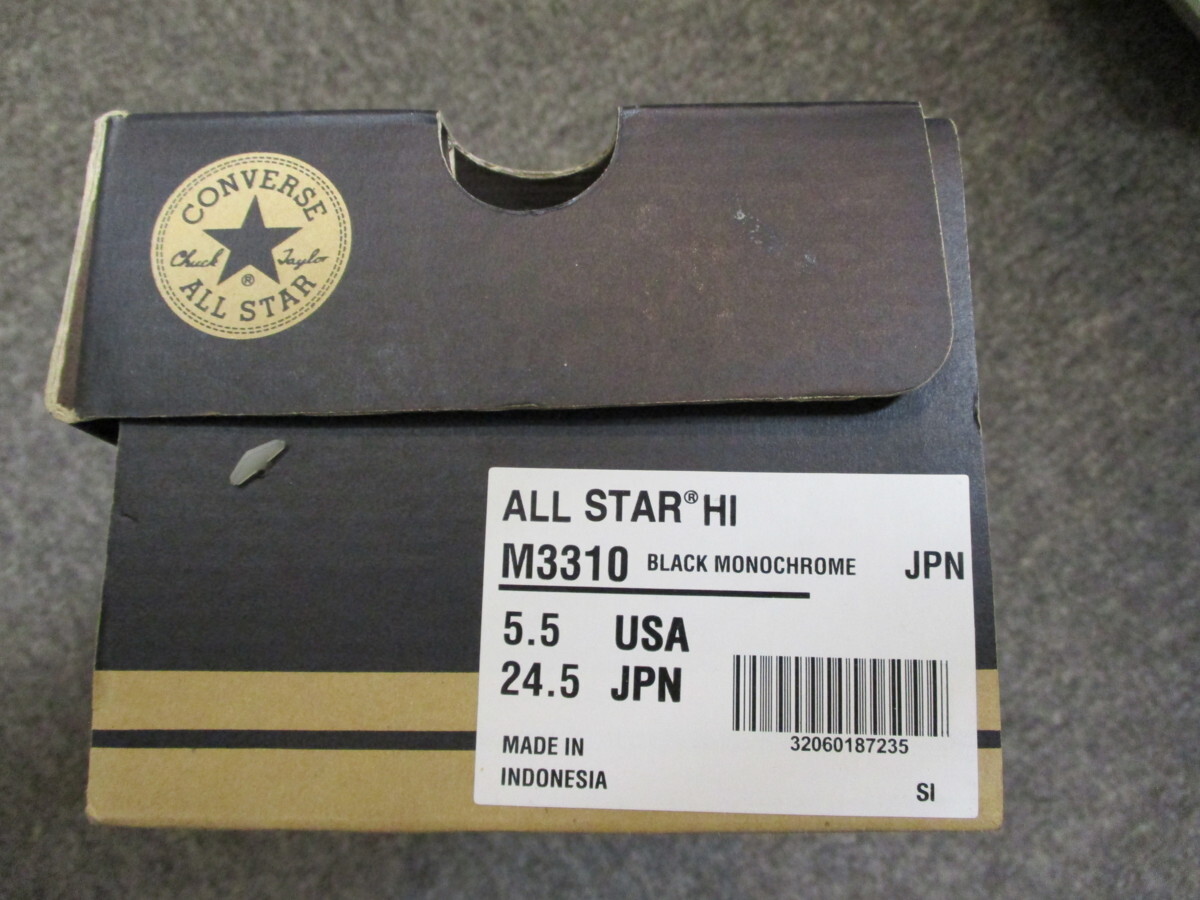 CONVERSE
Chuck Taylor
®
ALL STAR
ALL STAR® HI
M3310 BLACK MONOCHROME JPN
5.5 USA
24.5 JPN
32060187235
MADE IN
INDONESIA
SI